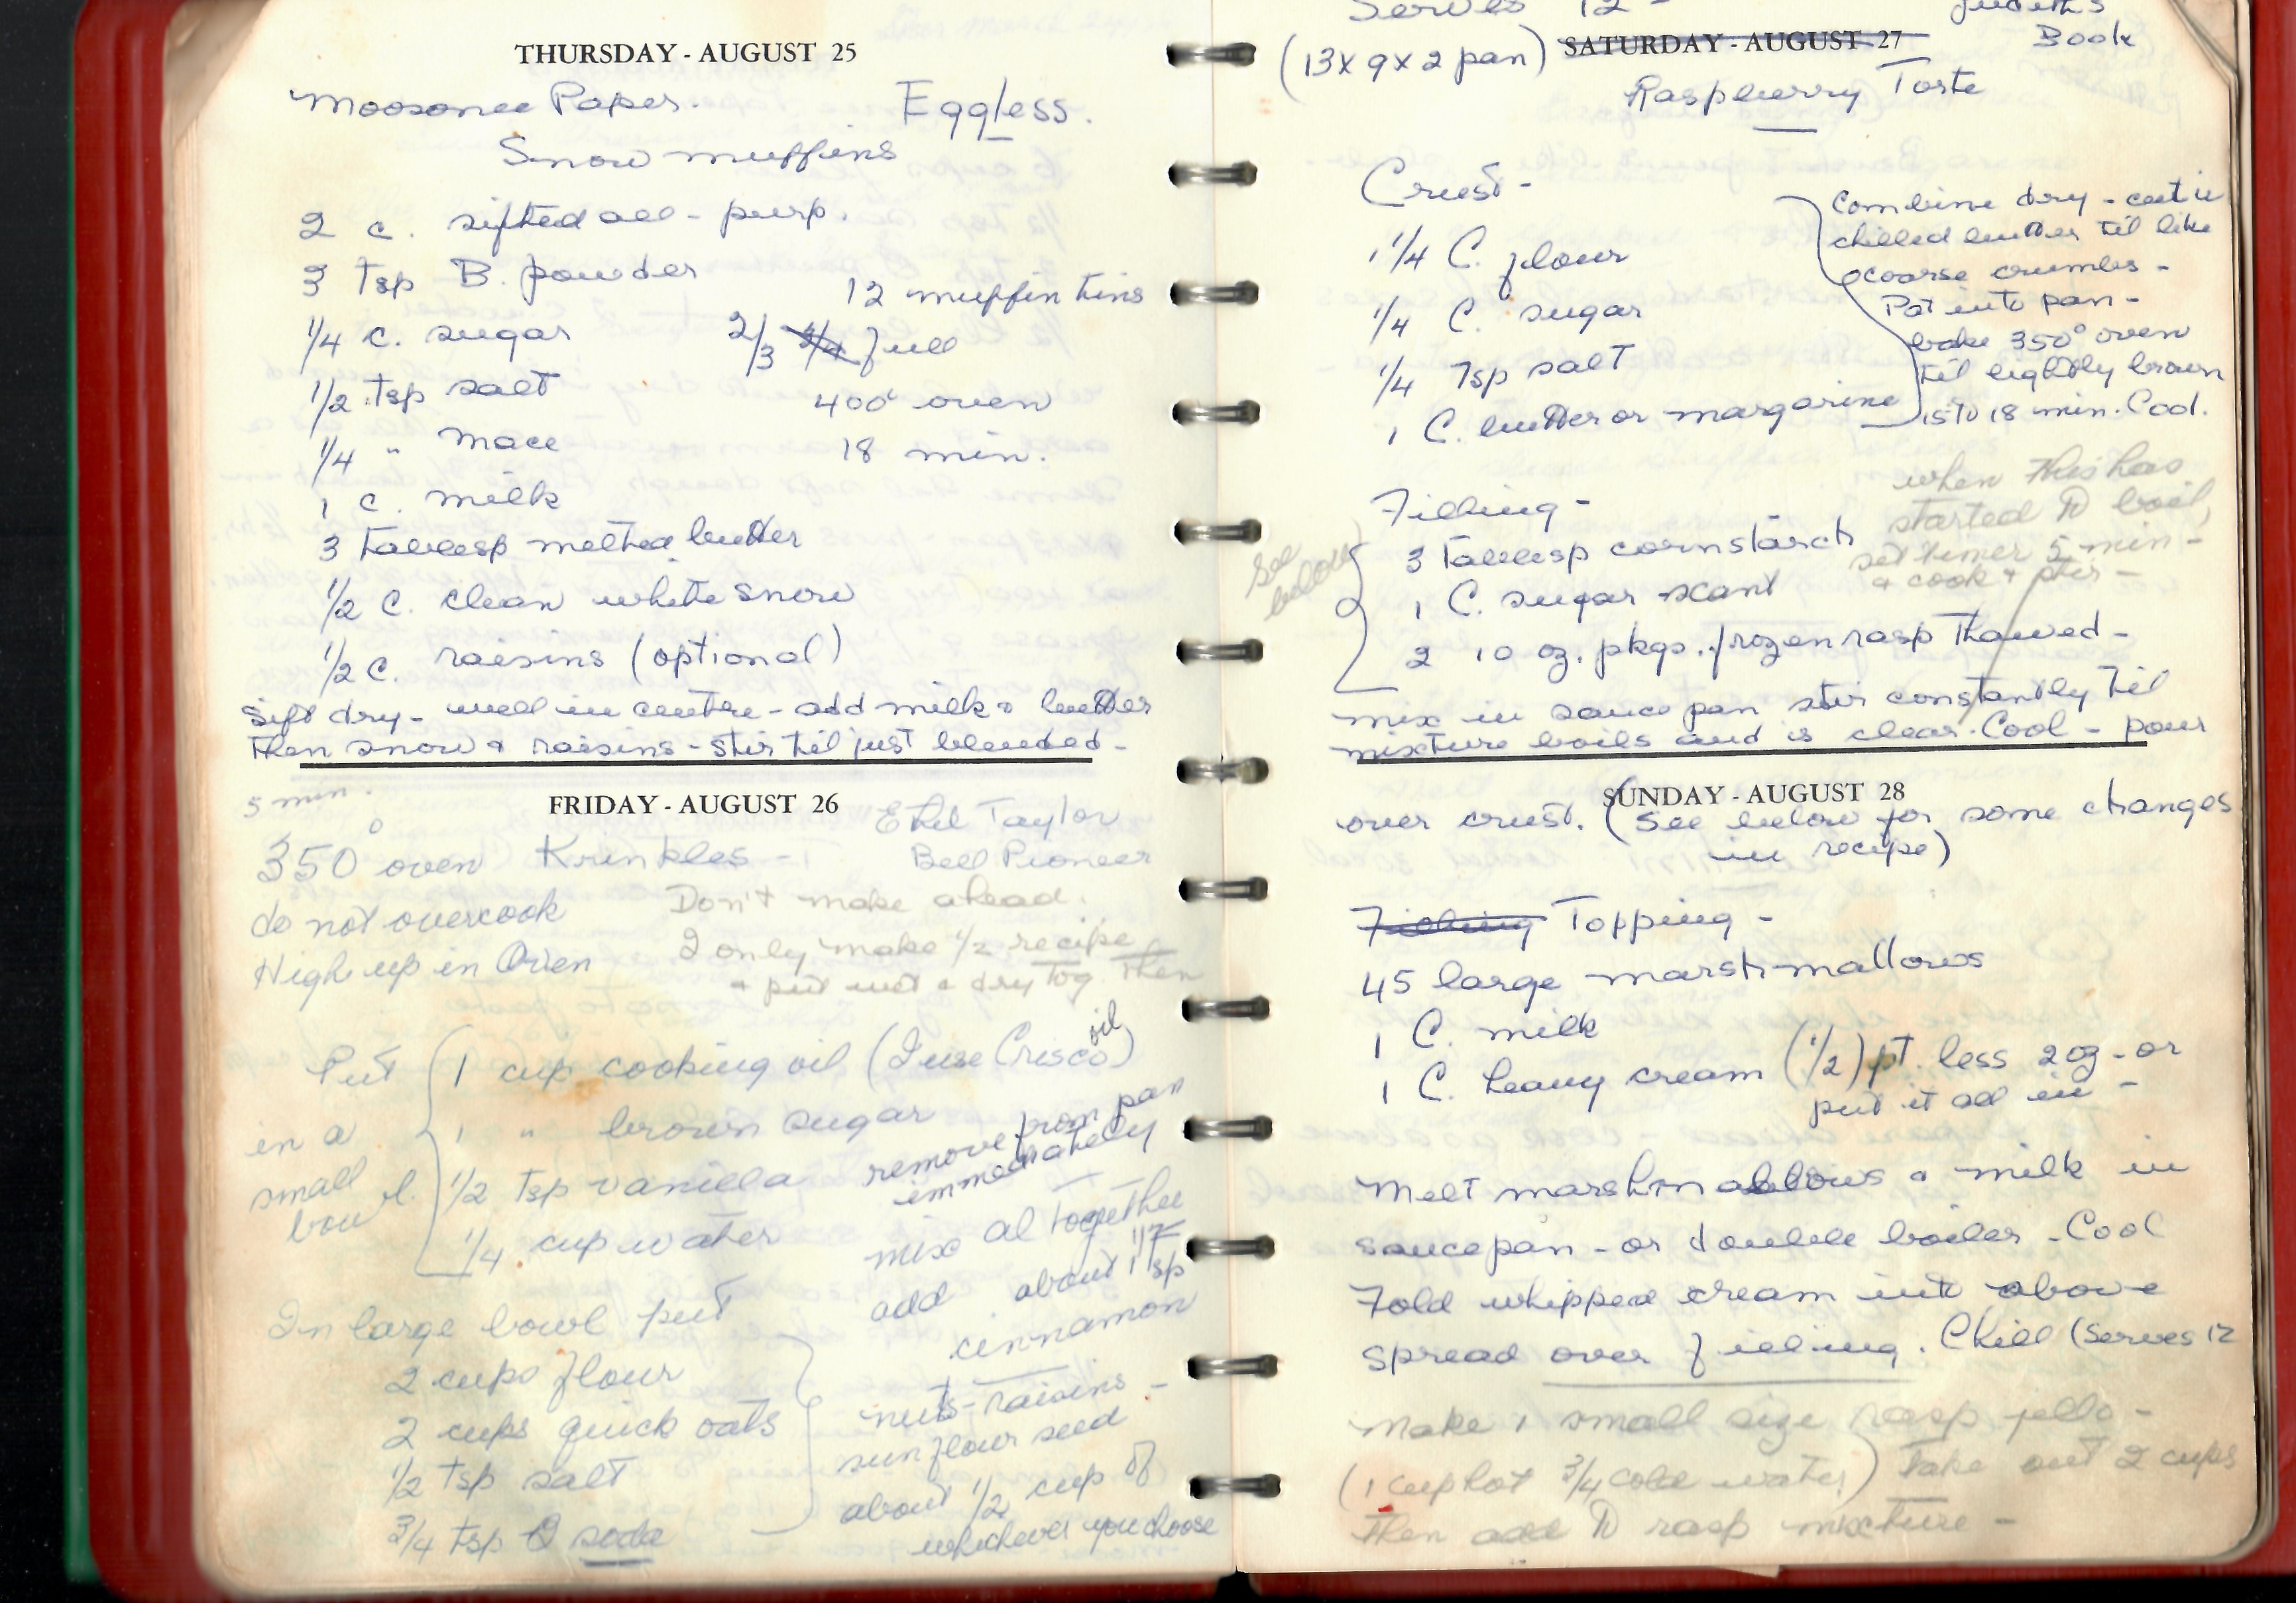 THURSDAY - AUGUST 25
Moosonee Paper. Eggless.
Snow muffins
2 c. sifted all-purp.
3 tsp B. powder
12 muffin tins
1/4 c. sugar 2/3 3/4 full
1/2 tsp salt 400° oven
1/4 " mace 18 min.
1 c. milk
3 tablesp melted butter
1/2 c. clean white snow
1/2 c. raisins (optional)
Sift dry - well in centre - add milk & butter
then snow & raisins - stir til just blended -
5 min.
FRIDAY - AUGUST 26
Ethel Taylor
Bell Pioneer
350° oven Krinkles -
do not overcook
High up in Oven
Don't make ahead.
I only make 1/2 recipe
& put wet & dry tog. then
Put in a small bowl.
1 cup cooking oil (I use Crisco oil)
1 " brown sugar
1/2 tsp vanilla
1/4 cup water
remove from pan
immediately
mix al together
add about 1 tsp
cinnamon
In large bowl put
2 cups flour
2 cups quick oats
1/2 tsp salt
3/4 tsp B soda
nuts - raisins -
sunflour seed
about 1/2 cup of
whichever you choose
Serves 12 - Judith's
Book
(13x9x2 pan) SATURDAY - AUGUST 27
Raspberry Torte
Crust -
1 1/4 C. flour
1/4 C. sugar
1/4 Tsp salt
1 C. butter or margarine
Combine dry - cut in
chilled butter til like
coarse crumbs -
Pat into pan -
bake 350° oven
til lightly brown
15 to 18 min. Cool.
Filling -
see
below
3 Tablesp cornstarch
1 C. sugar scant
2 10 oz. pkgs. frozen rasp thawed -
when this has
started to boil,
set timer 5 min -
& cook & stir -
mix in sauce pan stir constantly til
mixture boils and is clear. Cool - pour
SUNDAY - AUGUST 28
over crust. (See below for some changes
in recipe)
Filling Topping -
45 large marshmallows
1 C. milk
1 C. heavy cream (1/2) pt. less 2 oz - or
put it all in -
Melt marshmallows & milk in
saucepan - or double boiler - Cool
Fold whipped cream into above
spread over filling. Chill (Serves 12
Make 1 small size rasp jello -
(1 cup hot 3/4 cold water) Take out 2 cups
then add to rasp mixture -